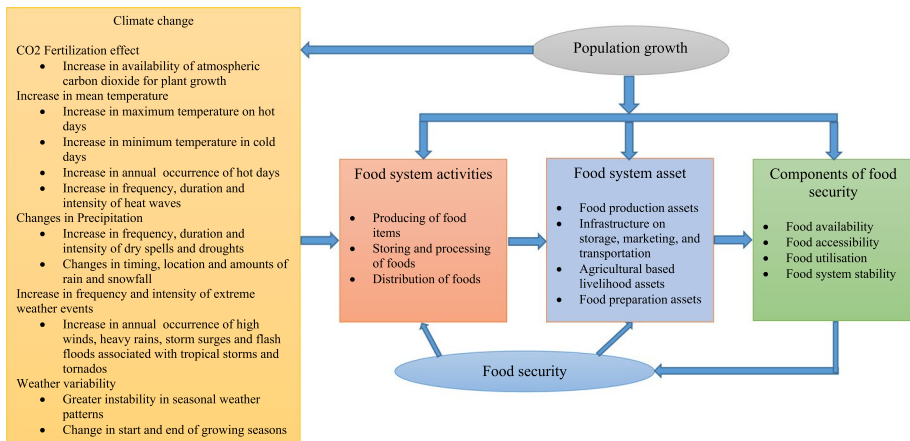 Climate change
CO2 Fertilization effect
• Increase in availability of atmospheric
carbon dioxide for plant growth
Increase in mean temperature
• Increase in maximum temperature on hot
days
• Increase in minimum temperature in cold
days
• Increase in annual occurrence of hot days
• Increase in frequency, duration and
intensity of heat waves
Changes in Precipitation
• Increase in frequency, duration and
intensity of dry spells and droughts
• Changes in timing, location and amounts of
rain and snowfall
Increase in frequency and intensity of extreme
weather events
• Increase in annual occurrence of high
winds, heavy rains, storm surges and flash
floods associated with tropical storms and
tornados
Weather variability
• Greater instability in seasonal weather
patterns
• Change in start and end of growing seasons
Population growth
Food system activities
• Producing of food
items
• Storing and processing
of foods
• Distribution of foods
Food system asset
• Food production assets
• Infrastructure on
storage, marketing, and
transportation
• Agricultural based
livelihood assets
• Food preparation assets
Components of food
security
• Food availability
• Food accessibility
• Food utilisation
• Food system stability
Food security